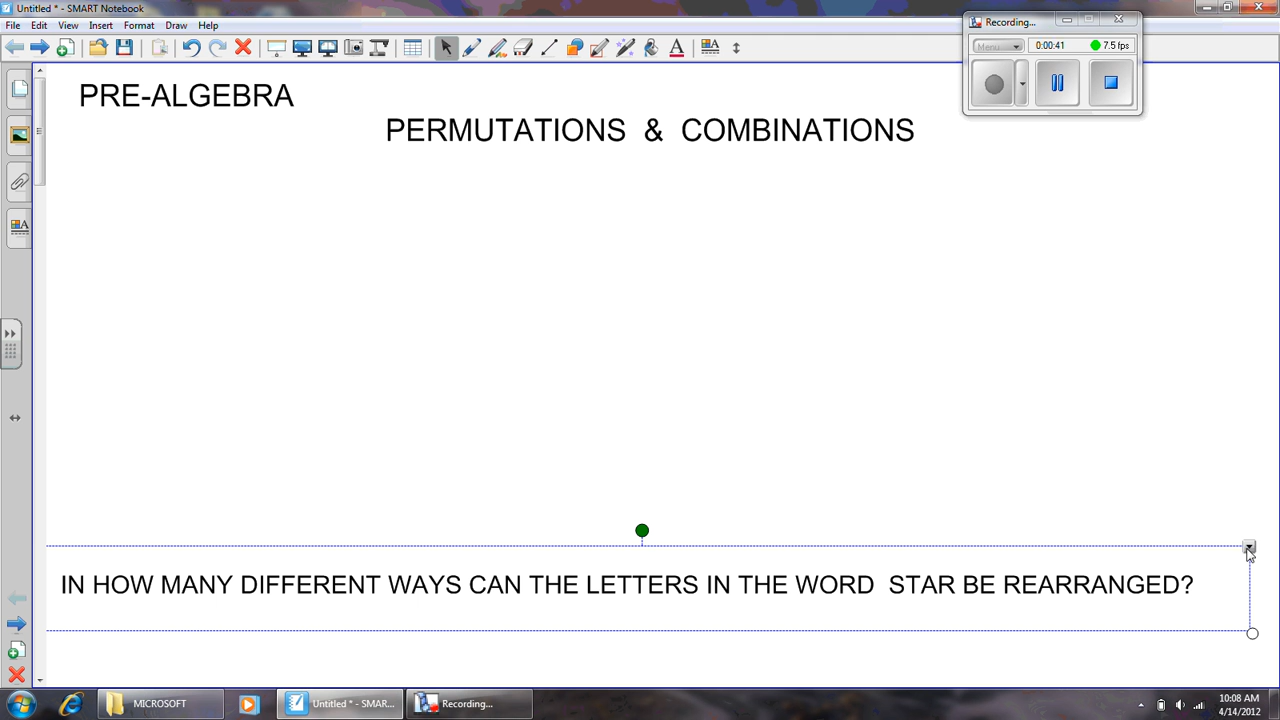 Untitled * - SMART Notebook
File Edit View Insert Format Draw Help
Recording...
Menu 0:00:41 7.5 fps
PRE-ALGEBRA
PERMUTATIONS & COMBINATIONS
IN HOW MANY DIFFERENT WAYS CAN THE LETTERS IN THE WORD STAR BE REARRANGED?
MICROSOFT Untitled * - SMAR... Recording...
10:08 AM
4/14/2012